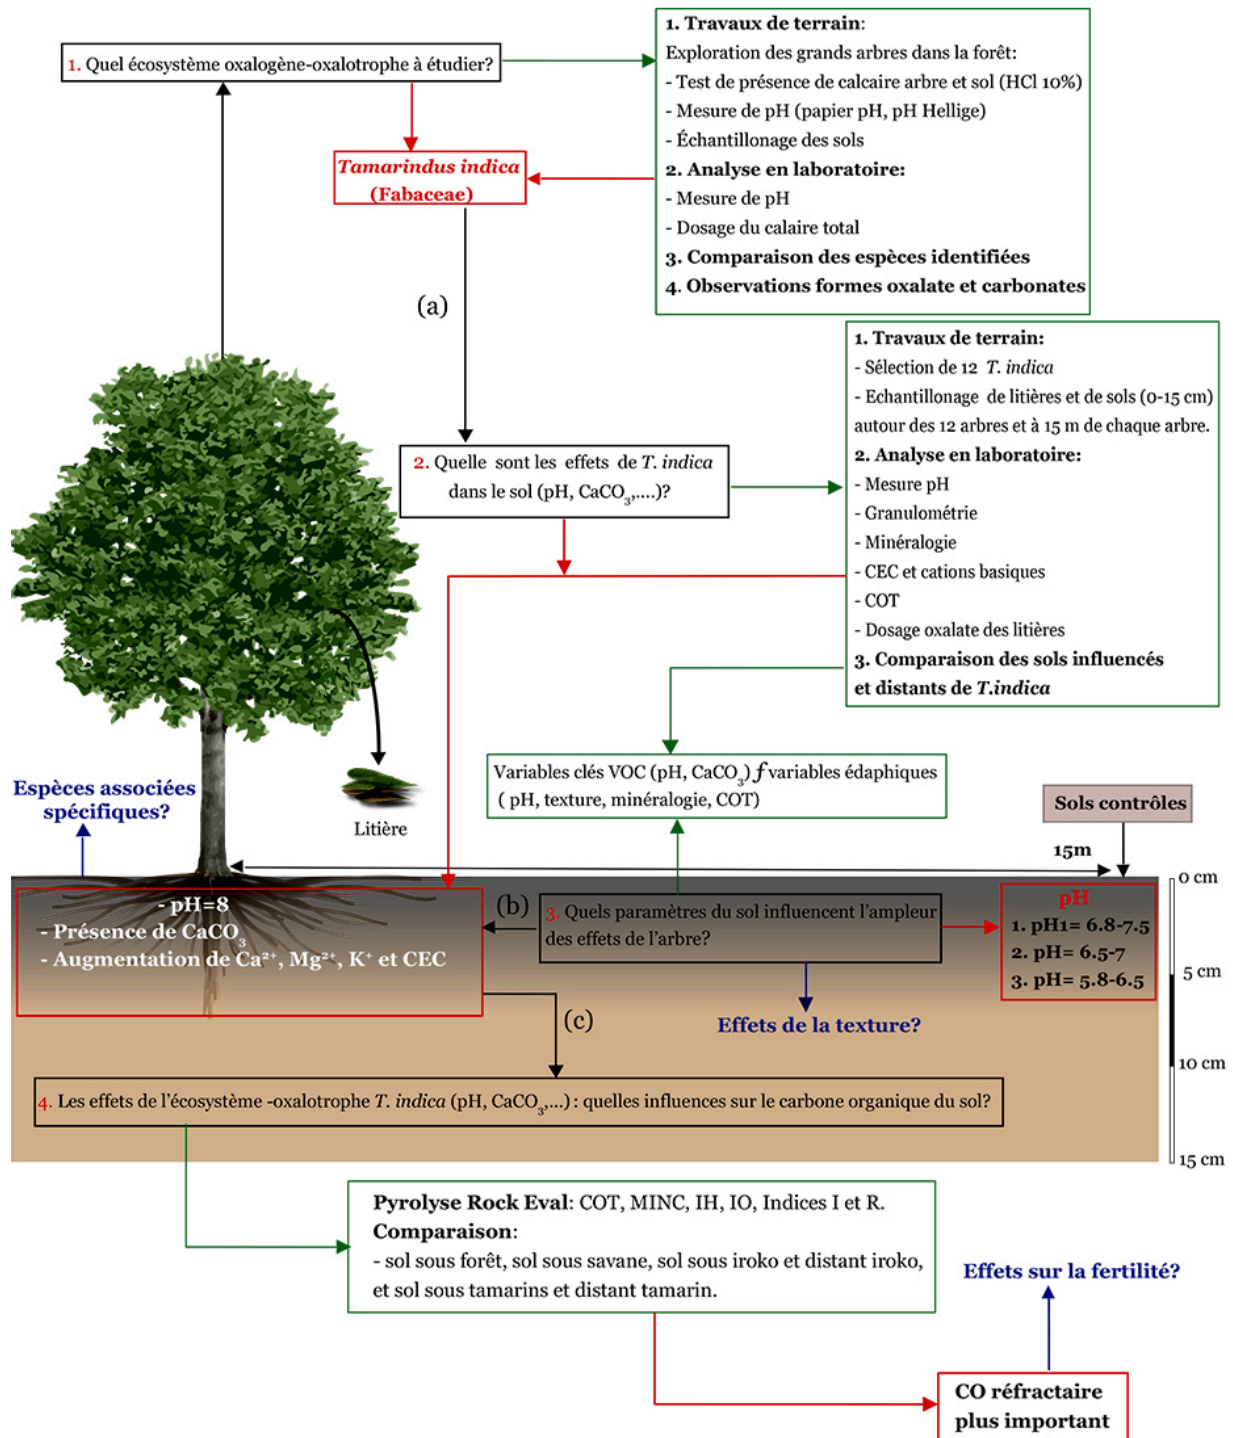 1. Quel écosystème oxalogène-oxalotrophe à étudier?
1. Travaux de terrain:
Exploration des grands arbres dans la forêt:
- Test de présence de calcaire arbre et sol (HCl 10%)
- Mesure de pH (papier pH, pH Hellige)
- Échantillonage des sols
2. Analyse en laboratoire:
- Mesure de pH
- Dosage du calaire total
3. Comparaison des espèces identifiées
4. Observations formes oxalate et carbonates
Tamarindus indica
(Fabaceae)
(a)
2. Quelle sont les effets de T. indica
dans le sol (pH, CaCO₃,....)?
1. Travaux de terrain:
- Sélection de 12 T. indica
- Echantillonage de litières et de sols (0-15 cm)
autour des 12 arbres et à 15 m de chaque arbre.
2. Analyse en laboratoire:
- Mesure pH
- Granulométrie
- Minéralogie
- CEC et cations basiques
- COT
- Dosage oxalate des litières
3. Comparaison des sols influencés
et distants de T.indica
Variables clés VOC (pH, CaCO₃) f variables édaphiques
( pH, texture, minéralogie, COT)
Espèces associées
spécifiques?
Litière
Sols contrôles
15m
0 cm
- pH=8
- Présence de CaCO₃
- Augmentation de Ca²⁺, Mg²⁺, K⁺ et CEC
(b)
3. Quels paramètres du sol influencent l'ampleur
des effets de l'arbre?
pH
1. pH1= 6.8-7.5
2. pH= 6.5-7
3. pH= 5.8-6.5
5 cm
Effets de la texture?
(c)
10 cm
4. Les effets de l'écosystème -oxalotrophe T. indica (pH, CaCO₃,...) : quelles influences sur le carbone organique du sol?
15 cm
Pyrolyse Rock Eval: COT, MINC, IH, IO, Indices I et R.
Comparaison:
- sol sous forêt, sol sous savane, sol sous iroko et distant iroko,
et sol sous tamarins et distant tamarin.
Effets sur la fertilité?
CO réfractaire
plus important